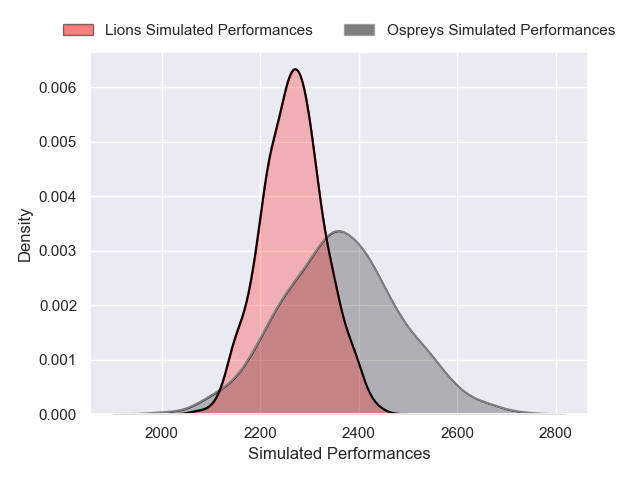 Lions Simulated Performances Ospreys Simulated Performances
0.006
0.005
0.004
0.003
0.002
0.001
0.000
Density
2000 2200 2400 2600 2800
Simulated Performances